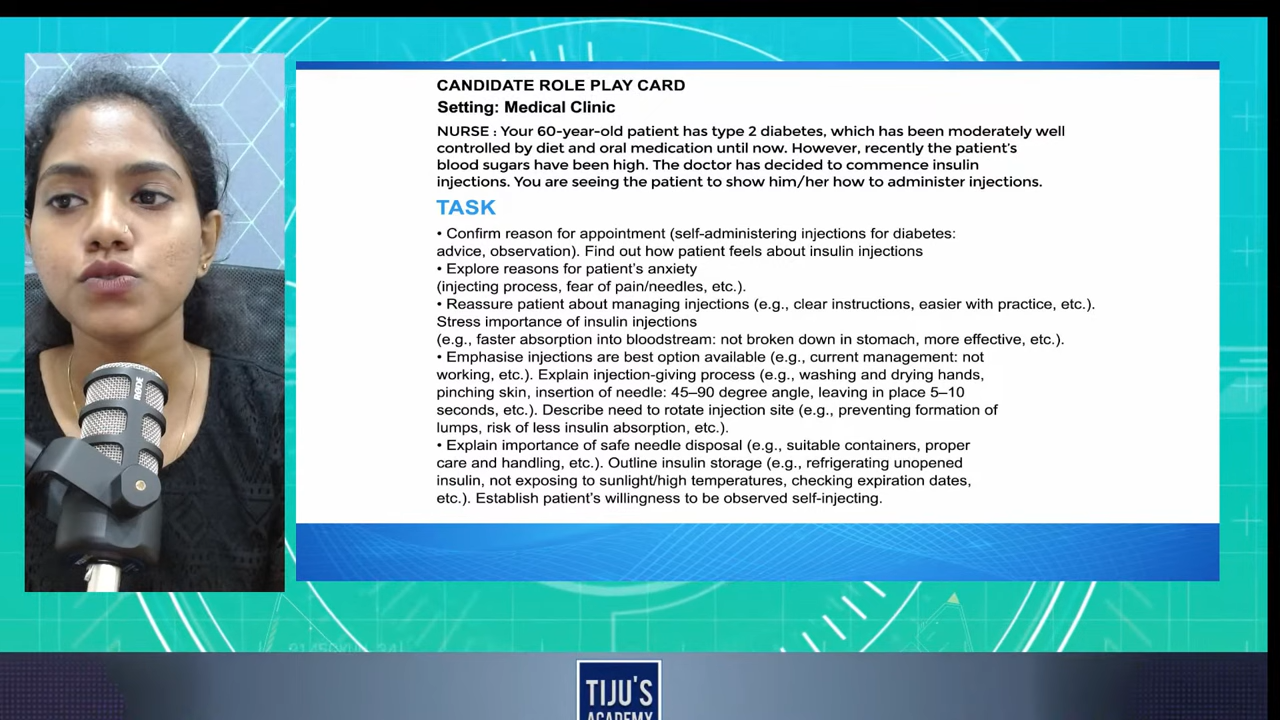 CANDIDATE ROLE PLAY CARD
Setting: Medical Clinic
NURSE : Your 60-year-old patient has type 2 diabetes, which has been moderately well
controlled by diet and oral medication until now. However, recently the patient's
blood sugars have been high. The doctor has decided to commence insulin
injections. You are seeing the patient to show him/her how to administer injections.
TASK
• Confirm reason for appointment (self-administering injections for diabetes:
advice, observation). Find out how patient feels about insulin injections
• Explore reasons for patient's anxiety
(injecting process, fear of pain/needles, etc.).
• Reassure patient about managing injections (e.g., clear instructions, easier with practice, etc.).
Stress importance of insulin injections
(e.g., faster absorption into bloodstream: not broken down in stomach, more effective, etc.).
• Emphasise injections are best option available (e.g., current management: not
working, etc.). Explain injection-giving process (e.g., washing and drying hands,
pinching skin, insertion of needle: 45–90 degree angle, leaving in place 5–10
seconds, etc.). Describe need to rotate injection site (e.g., preventing formation of
lumps, risk of less insulin absorption, etc.).
• Explain importance of safe needle disposal (e.g., suitable containers, proper
care and handling, etc.). Outline insulin storage (e.g., refrigerating unopened
insulin, not exposing to sunlight/high temperatures, checking expiration dates,
etc.). Establish patient's willingness to be observed self-injecting.
RODE
TIJU'S
ACADEMY